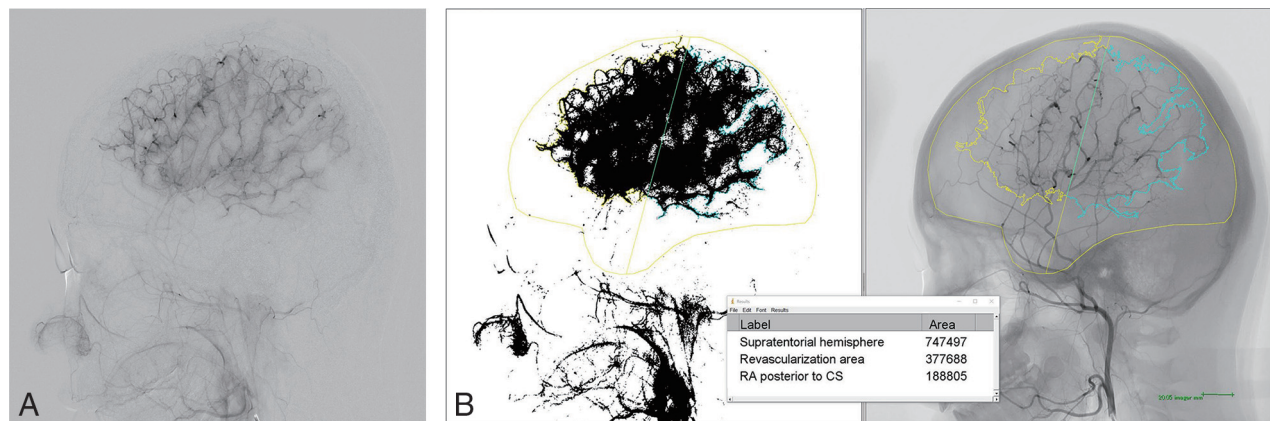 A
B
Results
File Edit Font Results
Label Area
Supratentorial hemisphere 747497
Revascularization area 377688
RA posterior to CS 188805